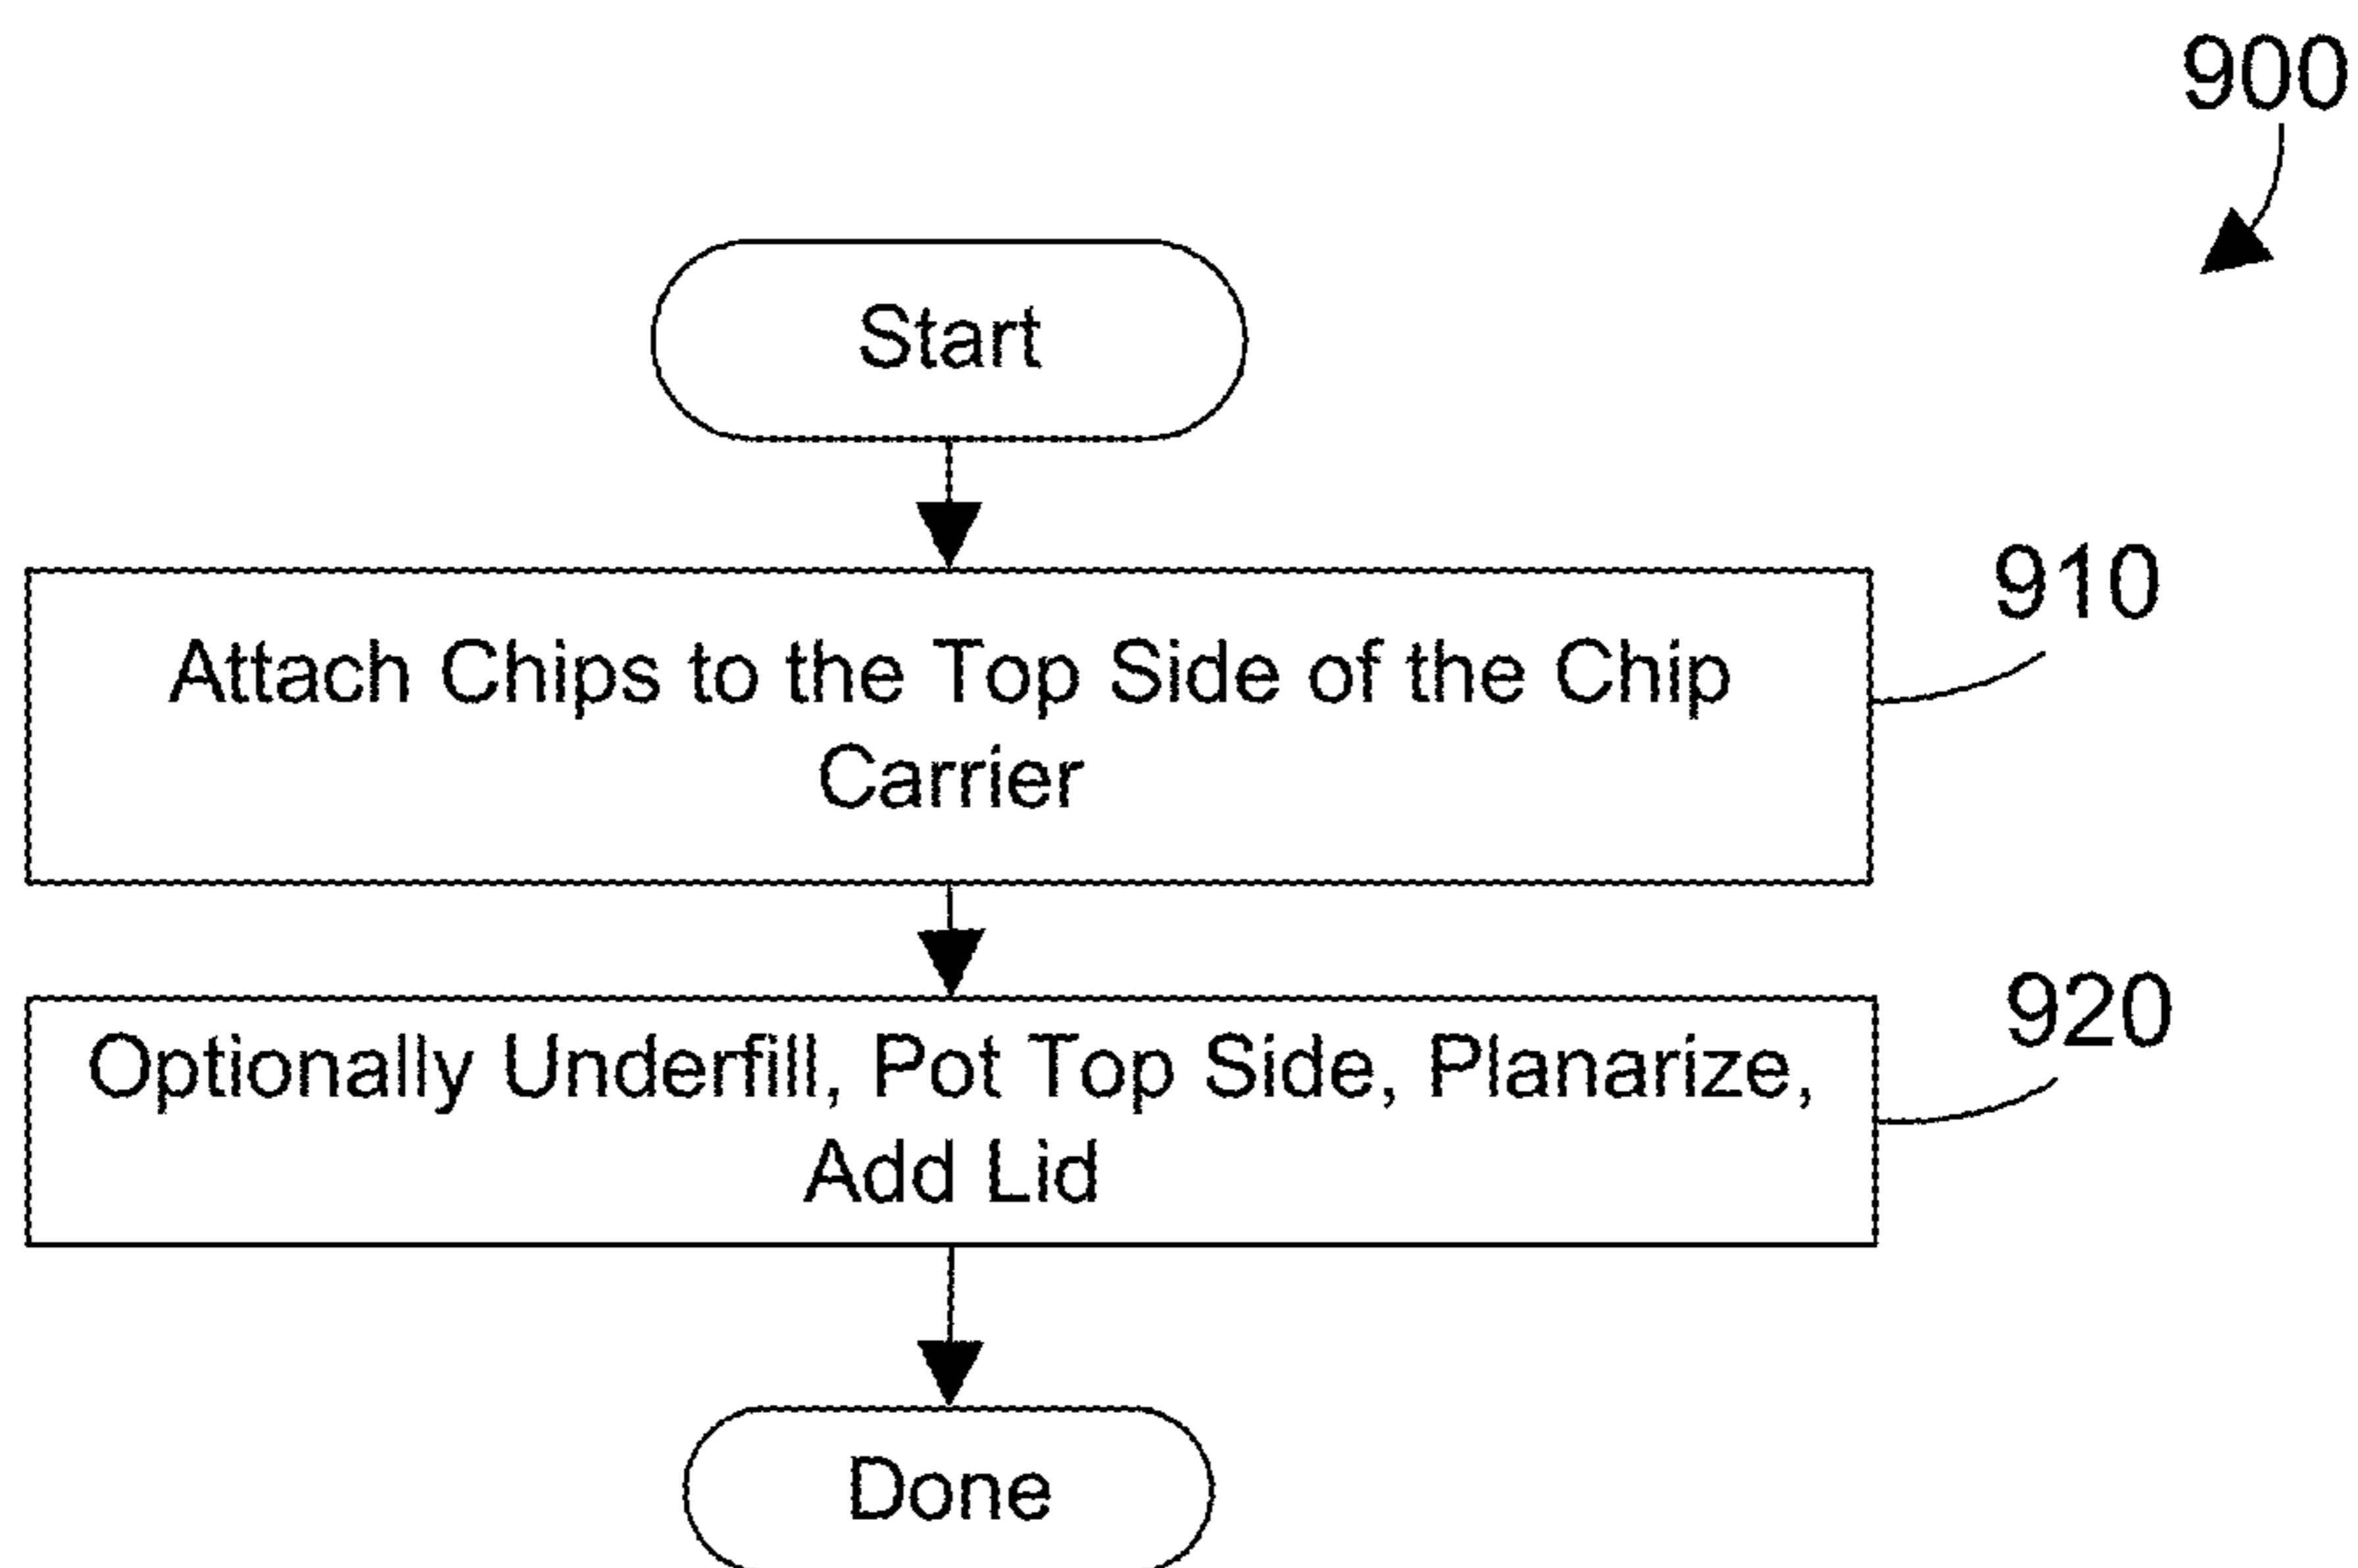 900
Start
910
Attach Chips to the Top Side of the Chip
Carrier
920
Optionally Underfill, Pot Top Side, Planarize,
Add Lid
Done